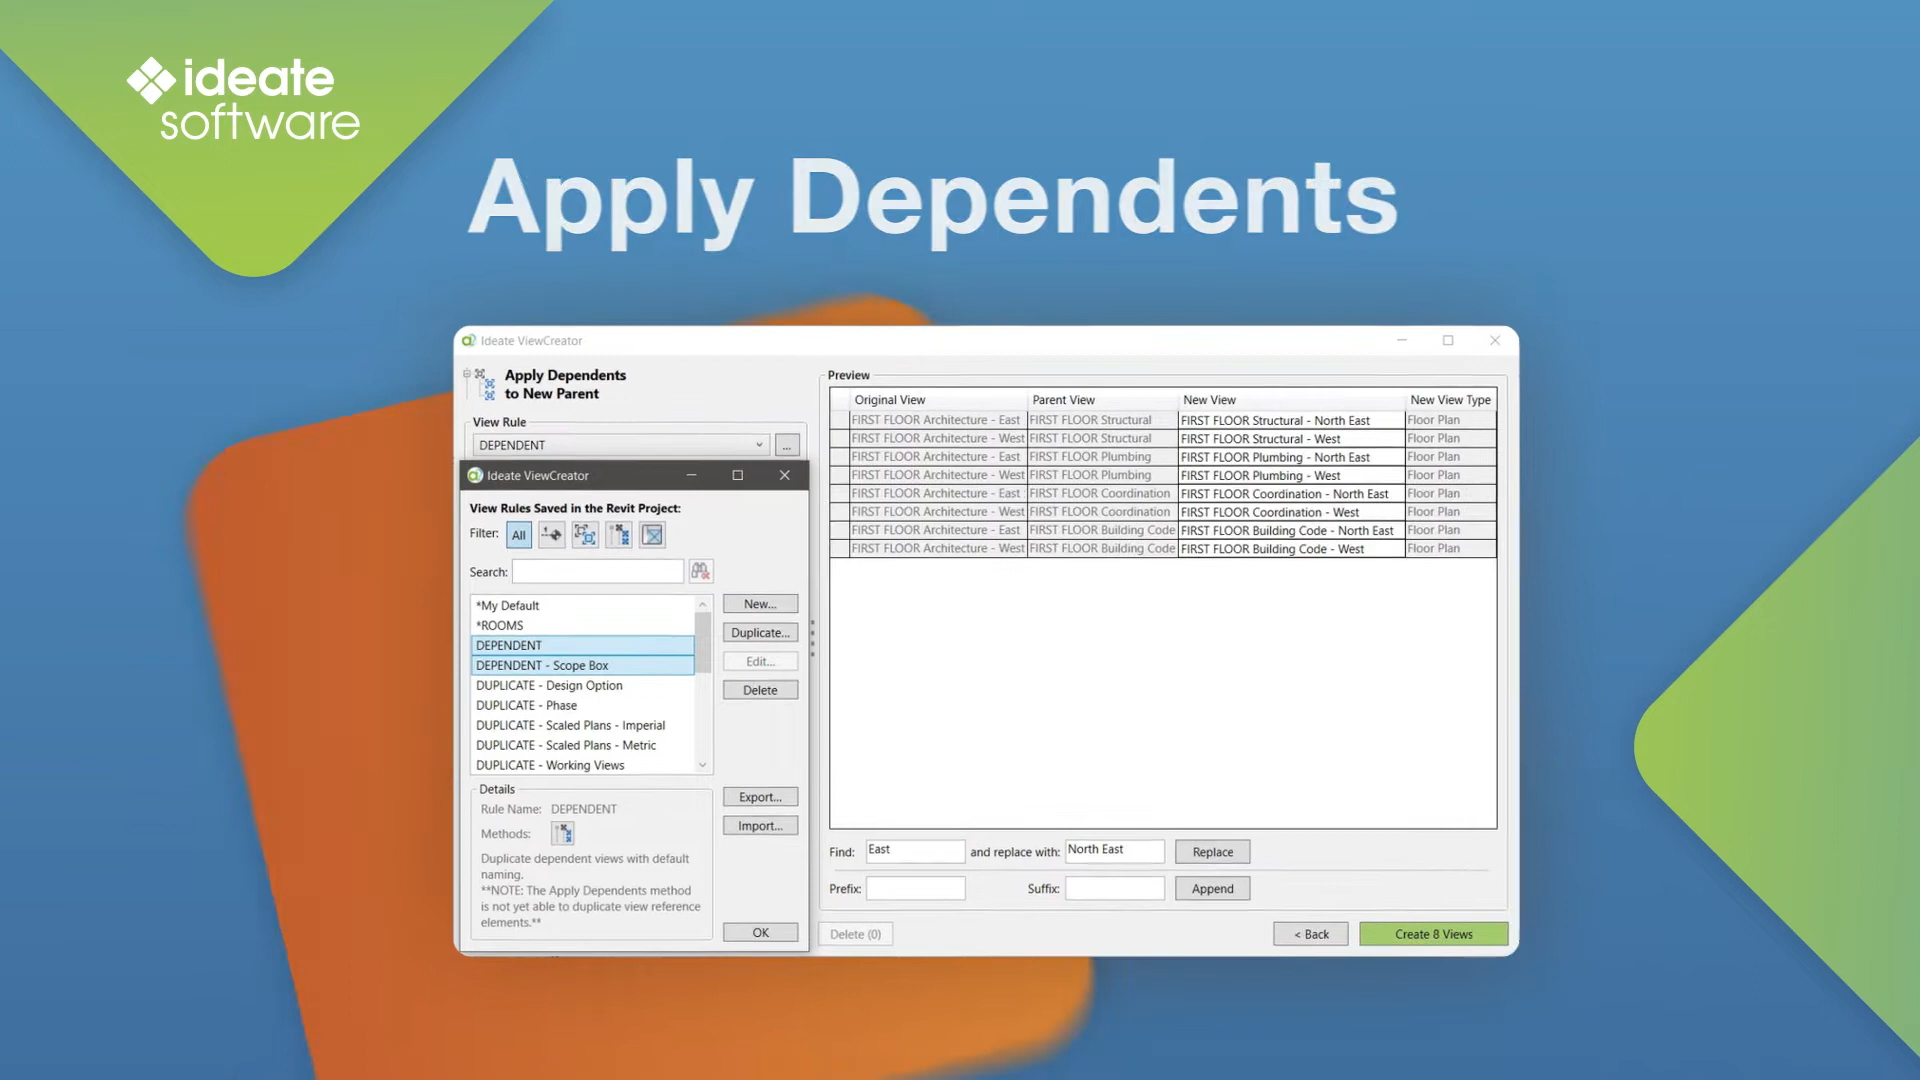 ideate
software
Apply Dependents
Ideate ViewCreator
Apply Dependents
to New Parent
View Rule
DEPENDENT
...
Ideate ViewCreator
View Rules Saved in the Revit Project:
Filter: All
Search:
*My Default
*ROOMS
DEPENDENT
DEPENDENT - Scope Box
DUPLICATE - Design Option
DUPLICATE - Phase
DUPLICATE - Scaled Plans - Imperial
DUPLICATE - Scaled Plans - Metric
DUPLICATE - Working Views
New...
Duplicate...
Edit...
Delete
Export...
Import...
Details
Rule Name: DEPENDENT
Methods:
Duplicate dependent views with default
naming.
**NOTE: The Apply Dependents method
is not yet able to duplicate view reference
elements.**
OK
Preview
Original View Parent View New View New View Type
FIRST FLOOR Architecture - East FIRST FLOOR Structural FIRST FLOOR Structural - North East Floor Plan
FIRST FLOOR Architecture - West FIRST FLOOR Structural FIRST FLOOR Structural - West Floor Plan
FIRST FLOOR Architecture - East FIRST FLOOR Plumbing FIRST FLOOR Plumbing - North East Floor Plan
FIRST FLOOR Architecture - West FIRST FLOOR Plumbing FIRST FLOOR Plumbing - West Floor Plan
FIRST FLOOR Architecture - East FIRST FLOOR Coordination FIRST FLOOR Coordination - North East Floor Plan
FIRST FLOOR Architecture - West FIRST FLOOR Coordination FIRST FLOOR Coordination - West Floor Plan
FIRST FLOOR Architecture - East FIRST FLOOR Building Code FIRST FLOOR Building Code - North East Floor Plan
FIRST FLOOR Architecture - West FIRST FLOOR Building Code FIRST FLOOR Building Code - West Floor Plan
Find: East and replace with: North East Replace
Prefix: Suffix: Append
Delete (0) < Back Create 8 Views